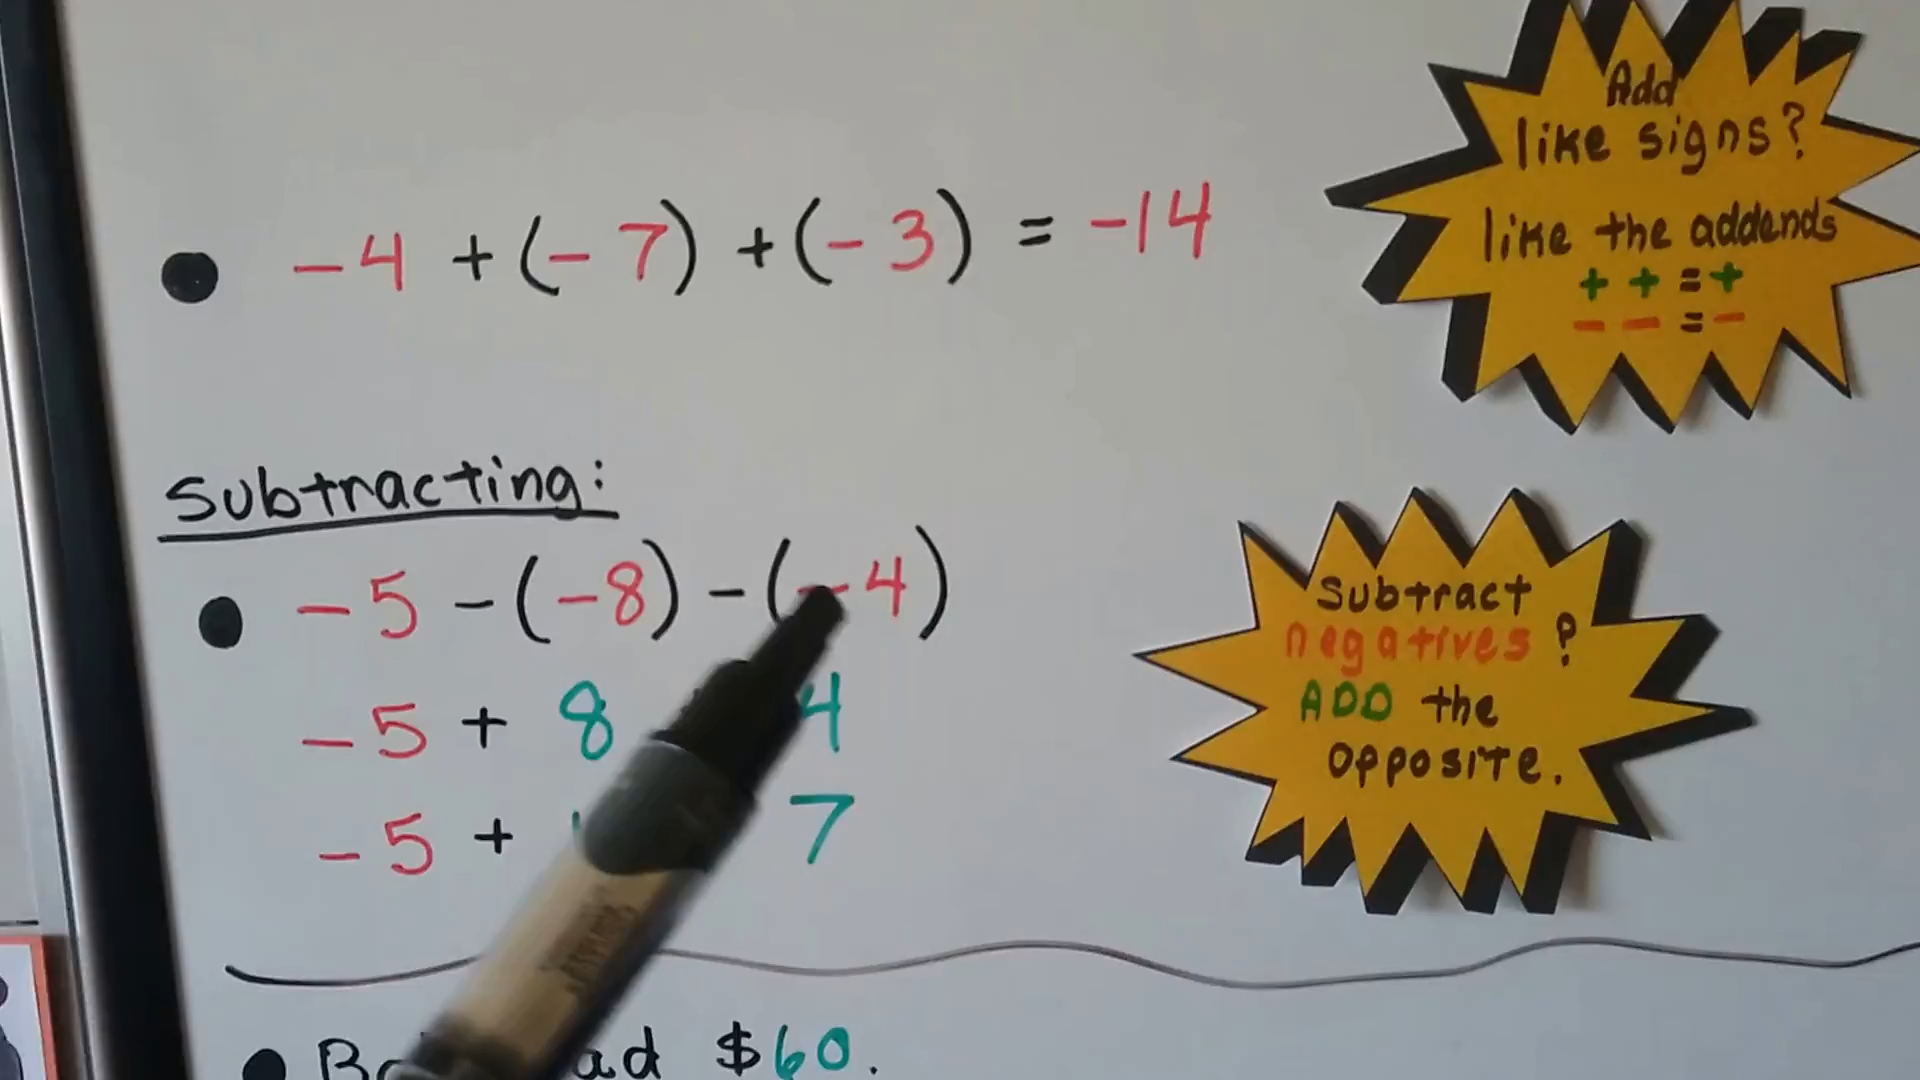 Add
like signs?
like the addends
+ + = +
- - = -
● -4 + (-7) + (-3) = -14
Subtracting:
● -5 - (-8) - (-4)
-5 + 8 4
-5 + 7
Subtract
negatives?
ADD the
opposite.
● $60.